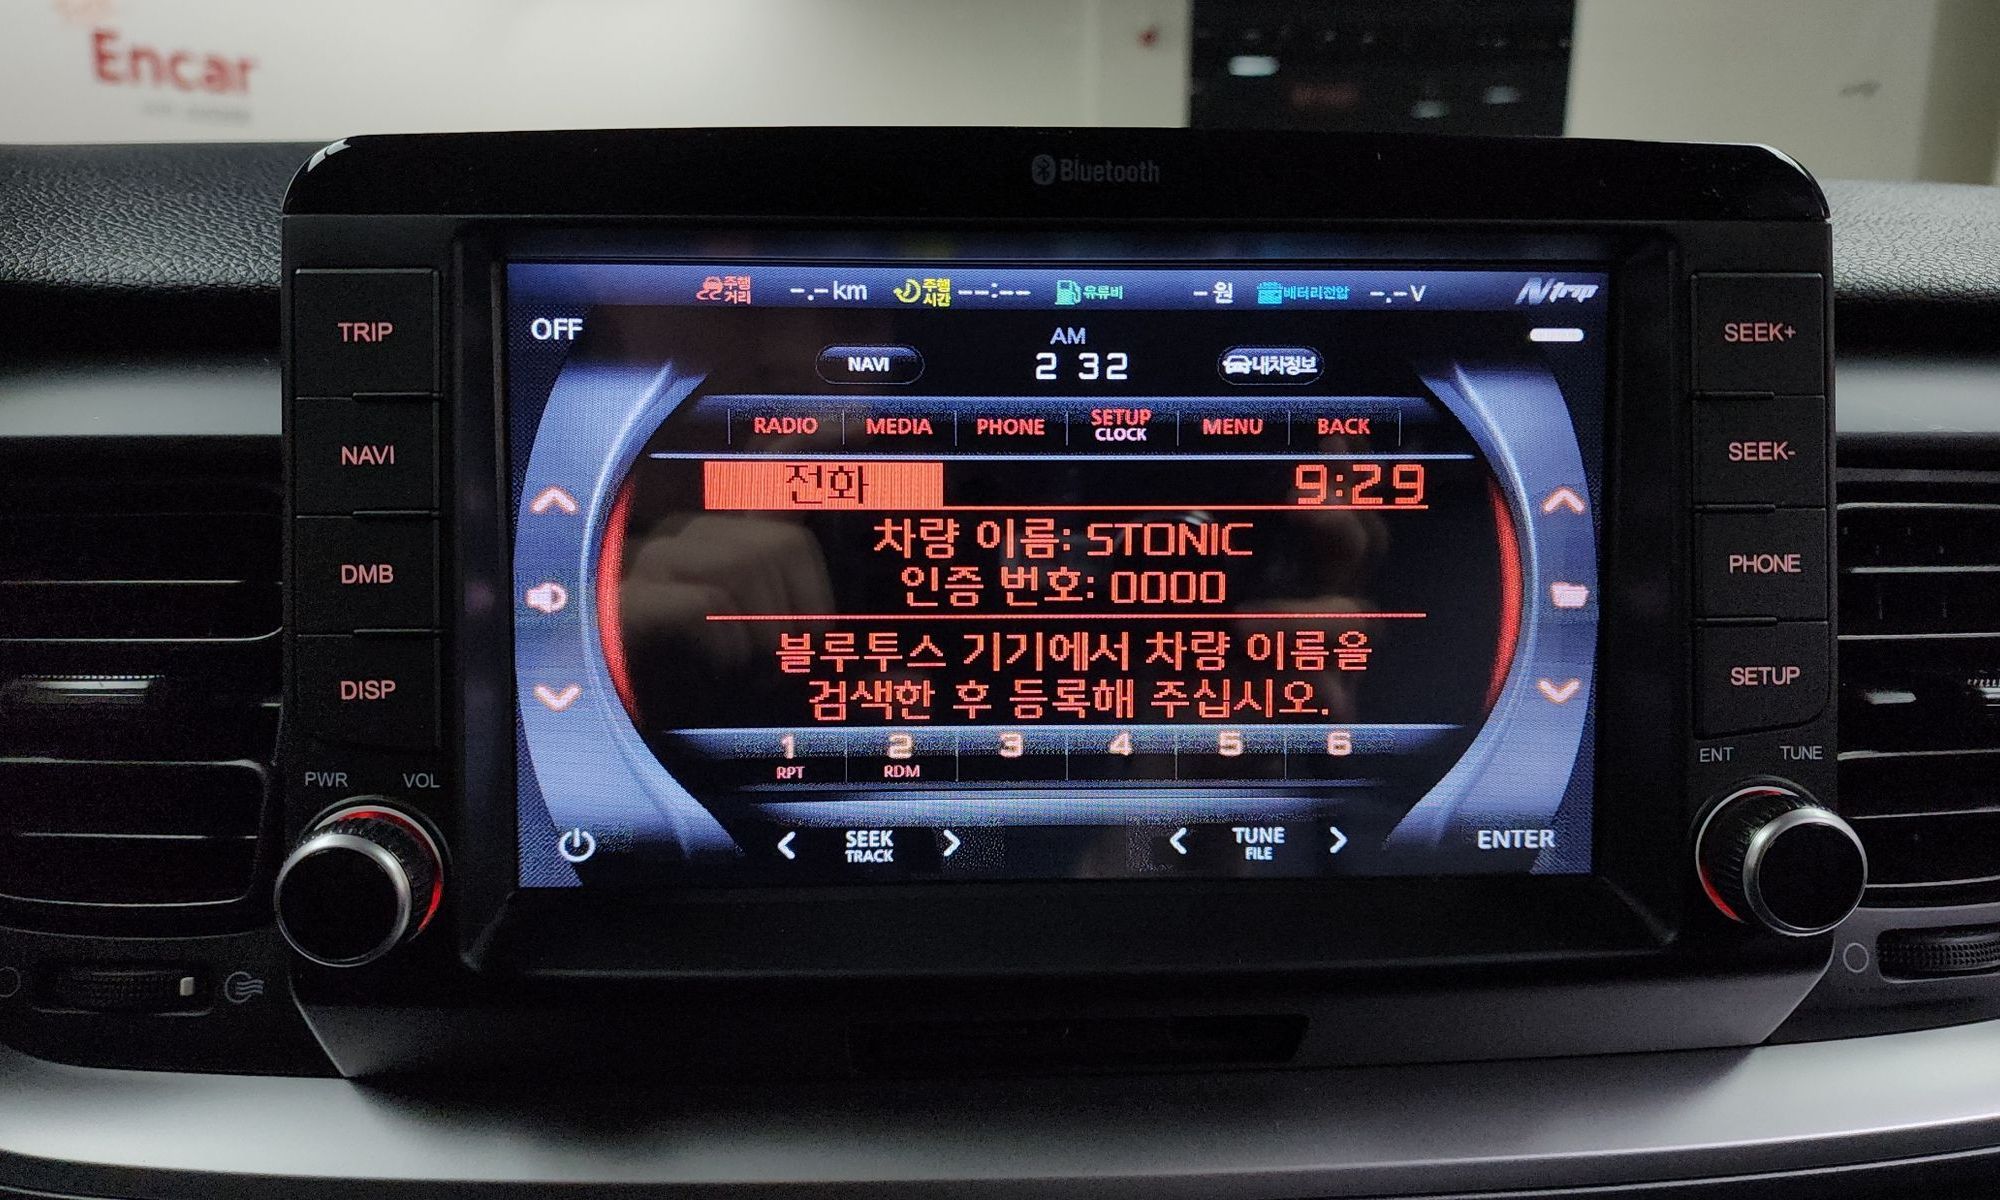 Encar
Bluetooth
주행 거리 -.-km 주행 시간 --:-- 유류비 -원 배터리전압 -.-V Ntrip
OFF
AM
NAVI 2 32 내차정보
RADIO MEDIA PHONE SETUP CLOCK MENU BACK
전화 9:29
차량 이름: STONIC
인증 번호: 0000
블루투스 기기에서 차량 이름을
검색한 후 등록해 주십시오.
1 2 3 4 5 6
RPT RDM
SEEK TRACK
TUNE FILE
ENTER
TRIP
NAVI
DMB
DISP
PWR VOL
SEEK+
SEEK-
PHONE
SETUP
ENT TUNE